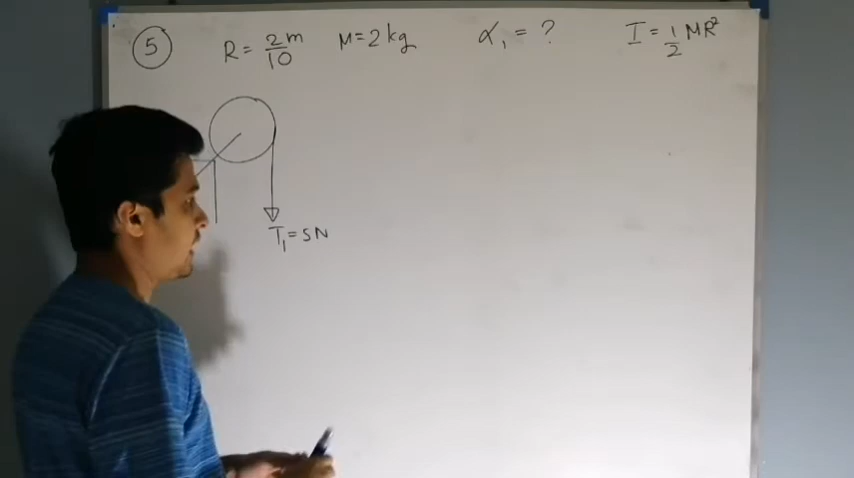 5 R = 2/10 m M = 2 kg α₁ = ? I = 1/2 MR²
T₁ = 5N